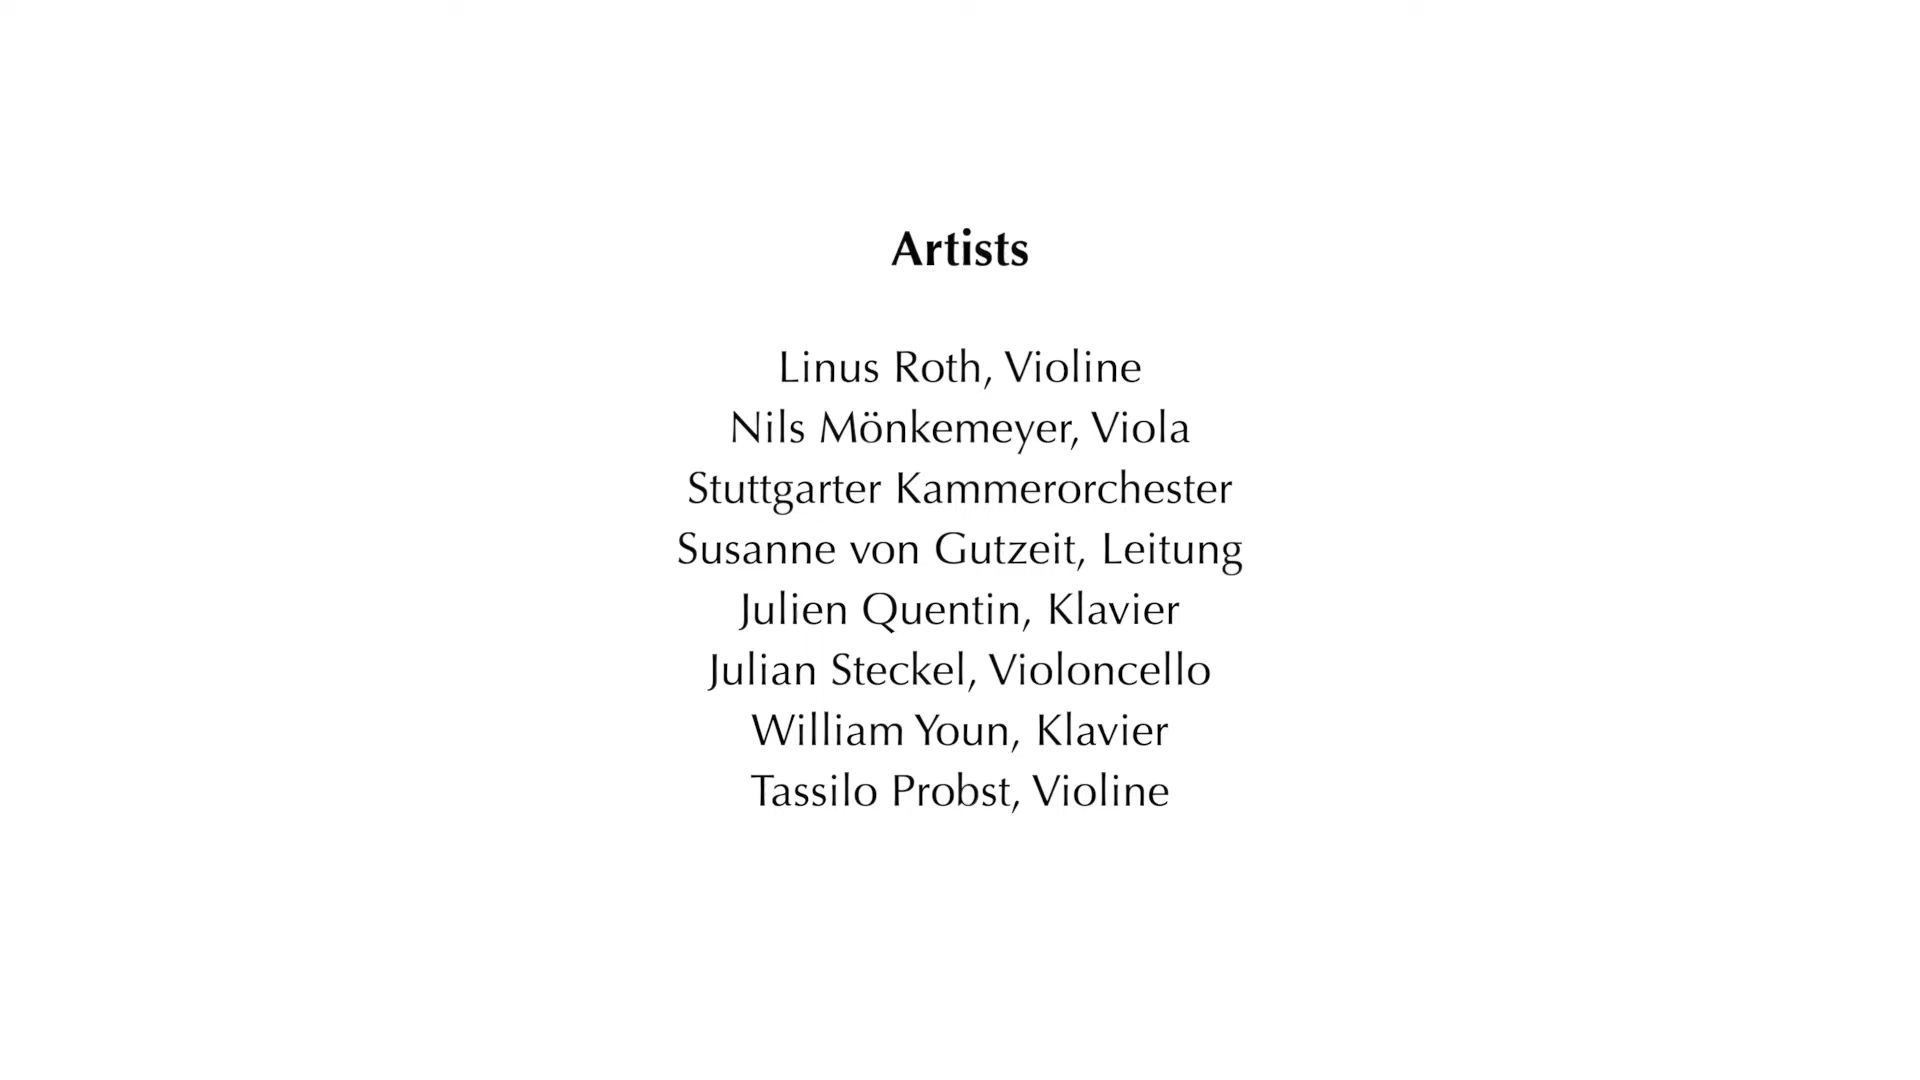 Artists
Linus Roth, Violine
Nils Mönkemeyer, Viola
Stuttgarter Kammerorchester
Susanne von Gutzeit, Leitung
Julien Quentin, Klavier
Julian Steckel, Violoncello
William Youn, Klavier
Tassilo Probst, Violine